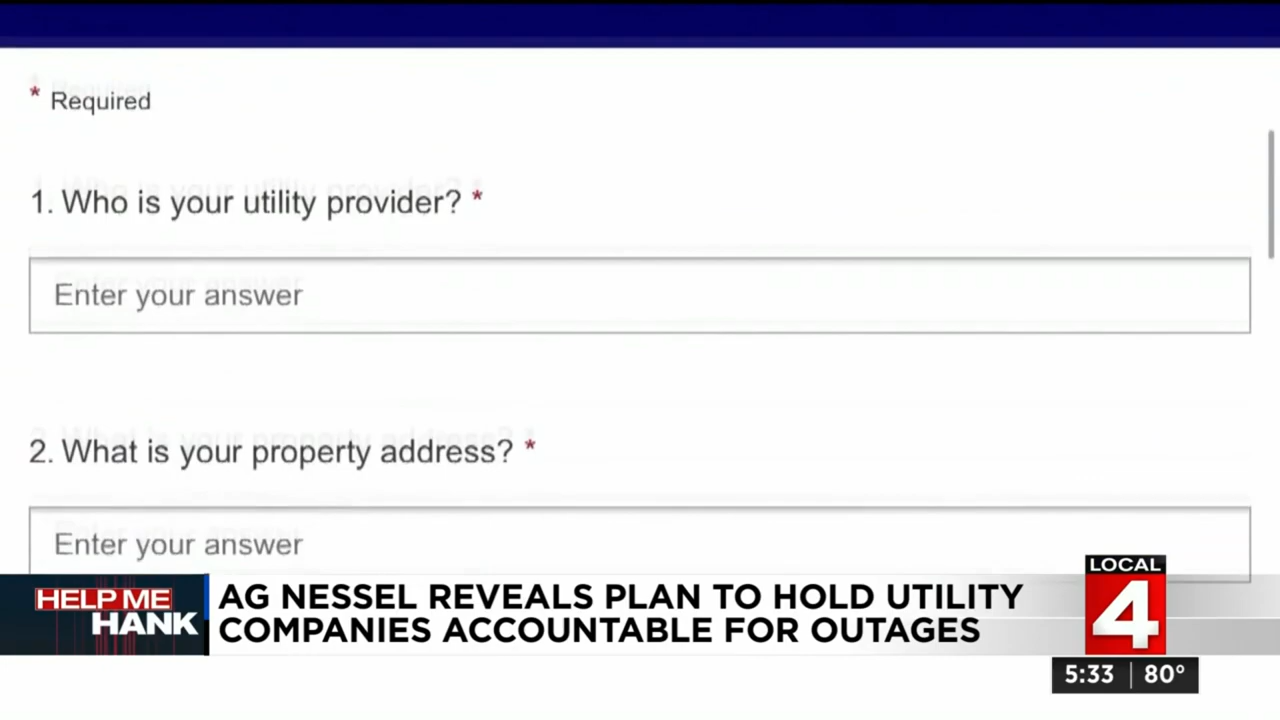 * Required
1. Who is your utility provider? *
Enter your answer
2. What is your property address? *
Enter your answer
HELP ME
HANK
AG NESSEL REVEALS PLAN TO HOLD UTILITY
COMPANIES ACCOUNTABLE FOR OUTAGES
LOCAL
4
5:33 | 80°